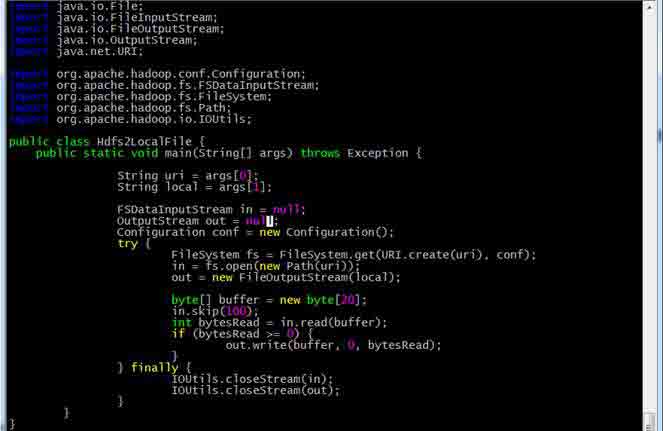 import java.io.File;
import java.io.FileInputStream;
import java.io.FileOutputStream;
import java.io.OutputStream;
import java.net.URI;

import org.apache.hadoop.conf.Configuration;
import org.apache.hadoop.fs.FSDataInputStream;
import org.apache.hadoop.fs.FileSystem;
import org.apache.hadoop.fs.Path;
import org.apache.hadoop.io.IOUtils;

public class Hdfs2LocalFile {
    public static void main(String[] args) throws Exception {

                String uri = args[0];
                String local = args[1];

                FSDataInputStream in = null;
                OutputStream out = null;
                Configuration conf = new Configuration();
                try {
                        FileSystem fs = FileSystem.get(URI.create(uri), conf);
                        in = fs.open(new Path(uri));
                        out = new FileOutputStream(local);

                        byte[] buffer = new byte[20];
                        in.skip(100);
                        int bytesRead = in.read(buffer);
                        if (bytesRead >= 0) {
                                out.write(buffer, 0, bytesRead);
                        }
                } finally {
                        IOUtils.closeStream(in);
                        IOUtils.closeStream(out);
                }
        }
}